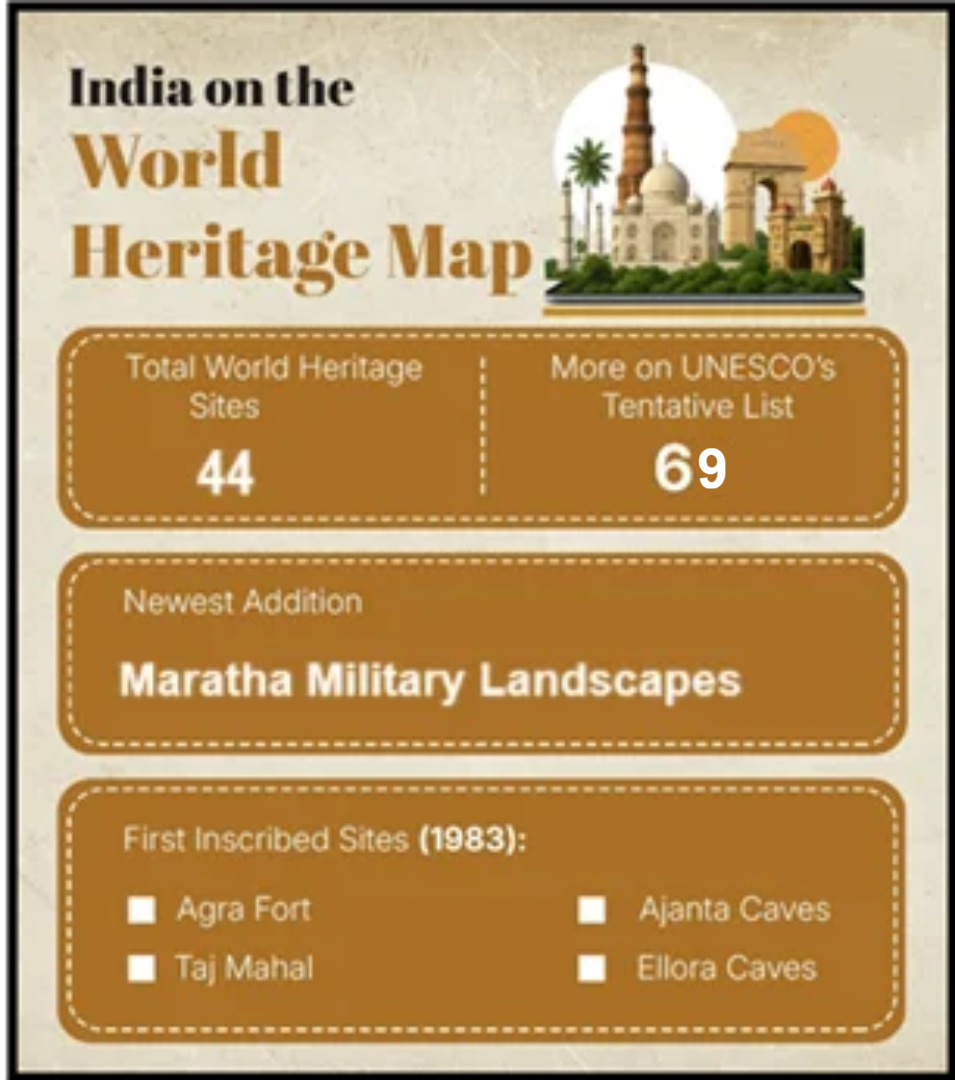 India on the
World
Heritage Map
Total World Heritage
Sites
44
More on UNESCO's
Tentative List
69
Newest Addition
Maratha Military Landscapes
First Inscribed Sites (1983):
Agra Fort
Ajanta Caves
Taj Mahal
Ellora Caves